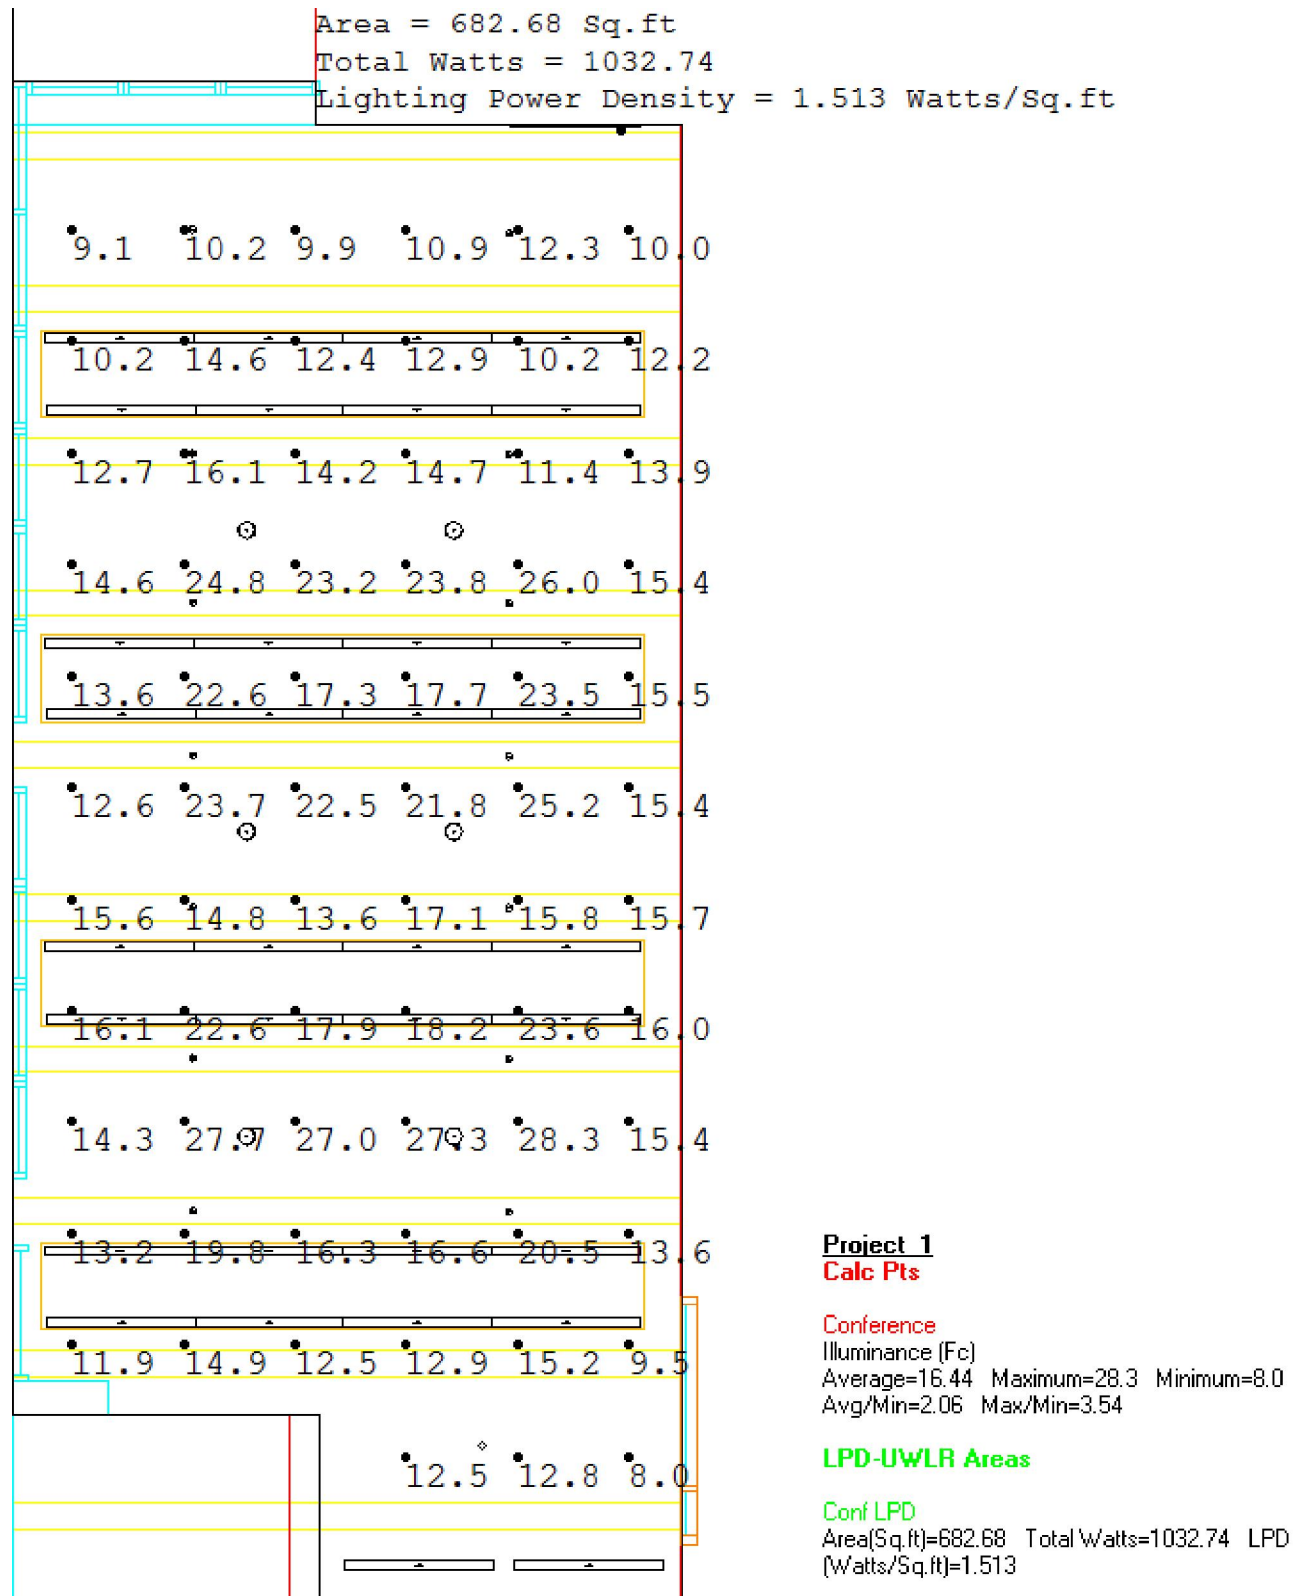 Area = 682.68 Sq.ft
Total Watts = 1032.74
Lighting Power Density = 1.513 Watts/Sq.ft
9.1 10.2 9.9 10.9 12.3 10.0
10.2 14.6 12.4 12.9 10.2 12.2
12.7 16.1 14.2 14.7 11.4 13.9
14.6 24.8 23.2 23.8 26.0 15.4
13.6 22.6 17.3 17.7 23.5 15.5
12.6 23.7 22.5 21.8 25.2 15.4
15.6 14.8 13.6 17.1 15.8 15.7
16.1 22.6 17.9 18.2 23.6 16.0
14.3 27.7 27.0 27.3 28.3 15.4
13.2 19.8 16.3 16.6 20.5 13.6
11.9 14.9 12.5 12.9 15.2 9.5
12.5 12.8 8.0
Project_1
Calc Pts
Conference
Illuminance (Fc)
Average=16.44 Maximum=28.3 Minimum=8.0
Avg/Min=2.06 Max/Min=3.54
LPD-UWLR Areas
Conf LPD
Area(Sq.ft)=682.68 Total Watts=1032.74 LPD
(Watts/Sq.ft)=1.513